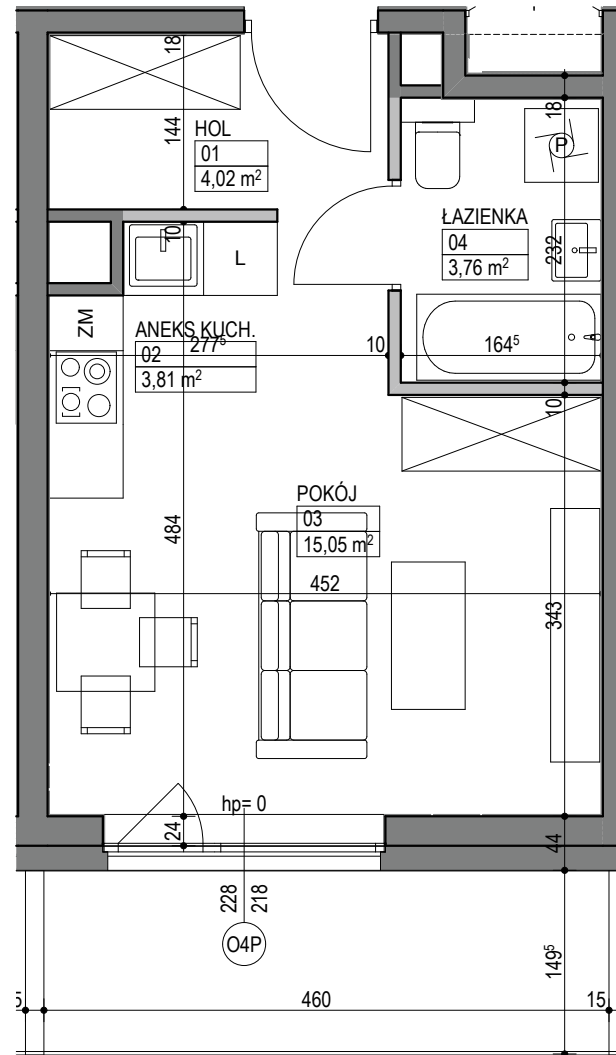 18
144
HOL
01
4,02 m²
18
P
ŁAZIENKA
04
3,76 m²
232
10
L
ZM
ANEKS KUCH.
277⁵
02
3,81 m²
10
164⁵
10
POKÓJ
03
15,05 m²
484
452
343
hp= 0
24
44
228
218
O4P
149⁵
5
460
15